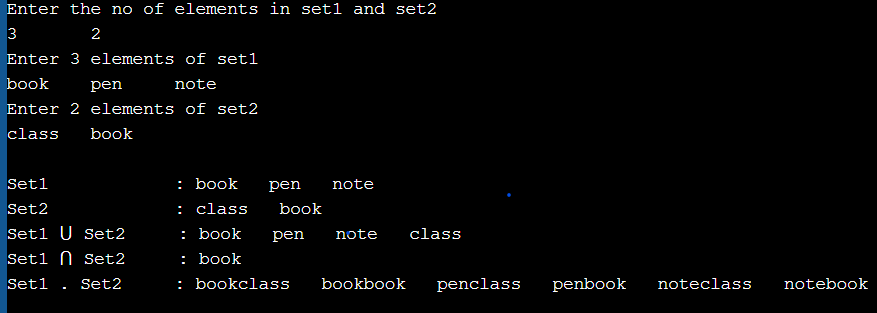 Enter the no of elements in set1 and set2
3       2
Enter 3 elements of set1
book    pen     note
Enter 2 elements of set2
class   book
Set1            : book   pen   note
Set2            : class   book
Set1 ⋃ Set2     : book   pen   note   class
Set1 ⋂ Set2     : book
Set1 . Set2     : bookclass   bookbook   penclass   penbook   noteclass   notebook